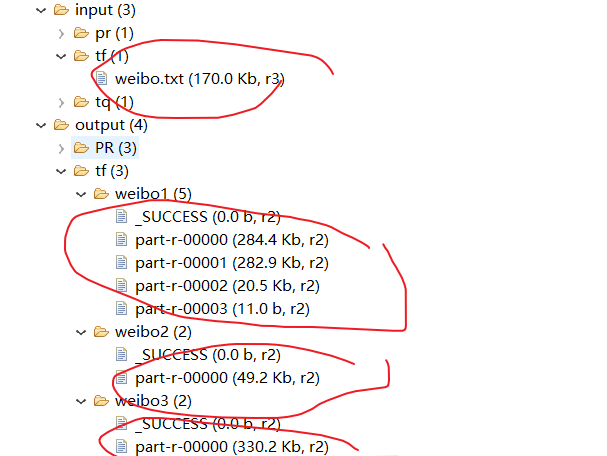 input (3)
pr (1)
tf (1)
weibo.txt (170.0 Kb, r3)
tq (1)
output (4)
PR (3)
tf (3)
weibo1 (5)
_SUCCESS (0.0 b, r2)
part-r-00000 (284.4 Kb, r2)
part-r-00001 (282.9 Kb, r2)
part-r-00002 (20.5 Kb, r2)
part-r-00003 (11.0 b, r2)
weibo2 (2)
_SUCCESS (0.0 b, r2)
part-r-00000 (49.2 Kb, r2)
weibo3 (2)
_SUCCESS (0.0 b, r2)
part-r-00000 (330.2 Kb, r2)